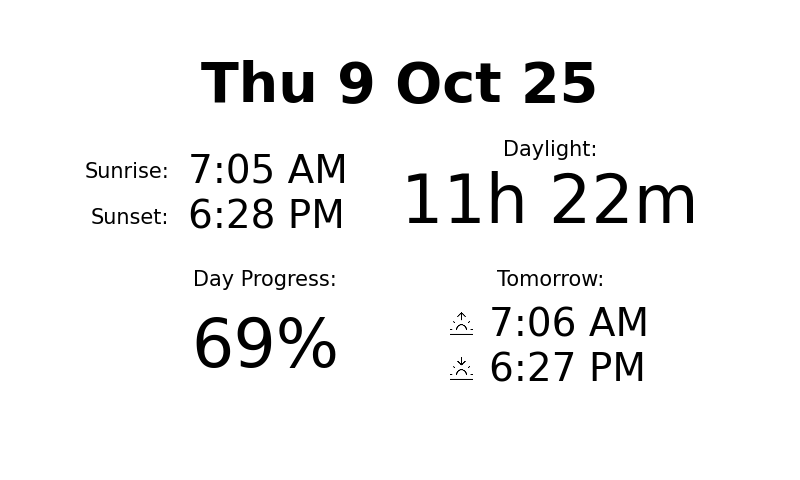 Thu 9 Oct 25
Sunrise: 7:05 AM
Sunset: 6:28 PM
Daylight:
11h 22m
Day Progress:
69%
Tomorrow:
7:06 AM
6:27 PM